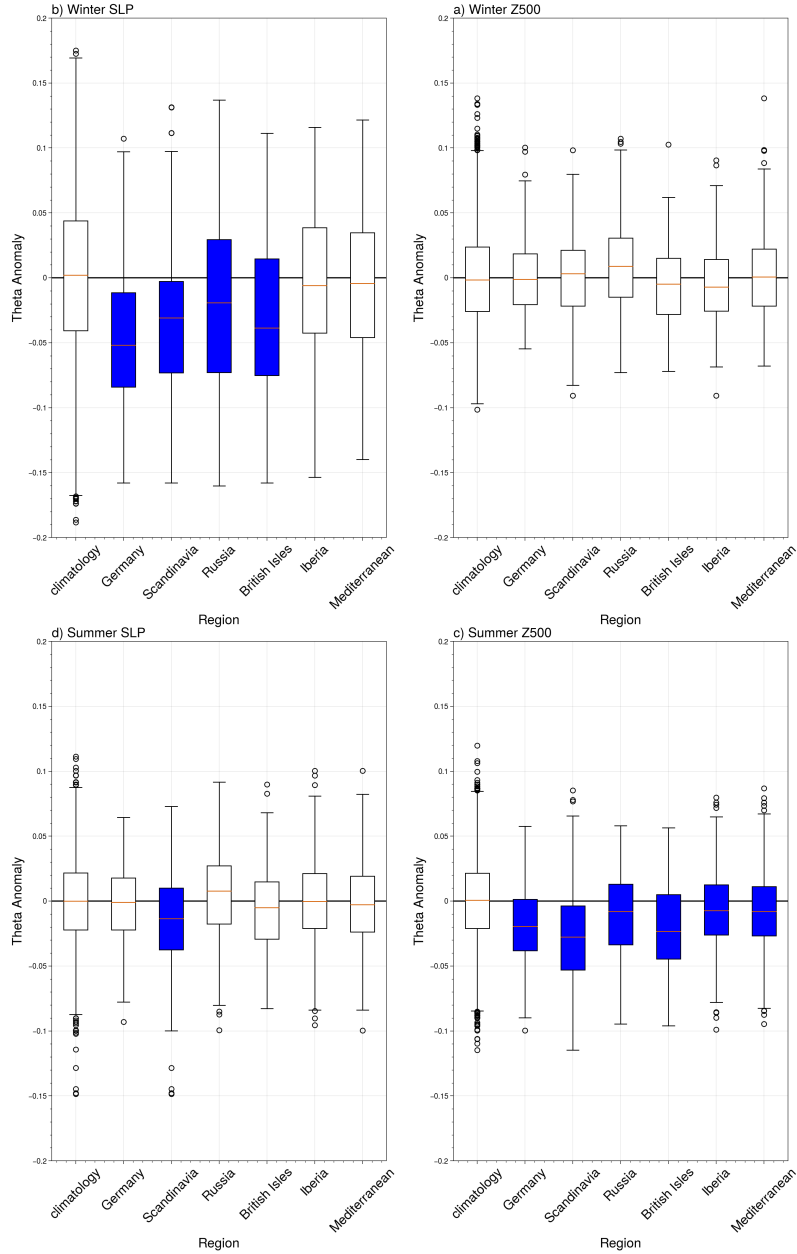 b) Winter SLP
0.2
0.15
0.1
0.05
0
−0.05
−0.1
−0.15
−0.2
Theta Anomaly
climatology
Germany
Scandinavia
Russia
British Isles
Iberia
Mediterranean
Region
a) Winter Z500
0.2
0.15
0.1
0.05
0
−0.05
−0.1
−0.15
−0.2
Theta Anomaly
climatology
Germany
Scandinavia
Russia
British Isles
Iberia
Mediterranean
Region
d) Summer SLP
0.2
0.15
0.1
0.05
0
−0.05
−0.1
−0.15
−0.2
Theta Anomaly
climatology
Germany
Scandinavia
Russia
British Isles
Iberia
Mediterranean
Region
c) Summer Z500
0.2
0.15
0.1
0.05
0
−0.05
−0.1
−0.15
−0.2
Theta Anomaly
climatology
Germany
Scandinavia
Russia
British Isles
Iberia
Mediterranean
Region